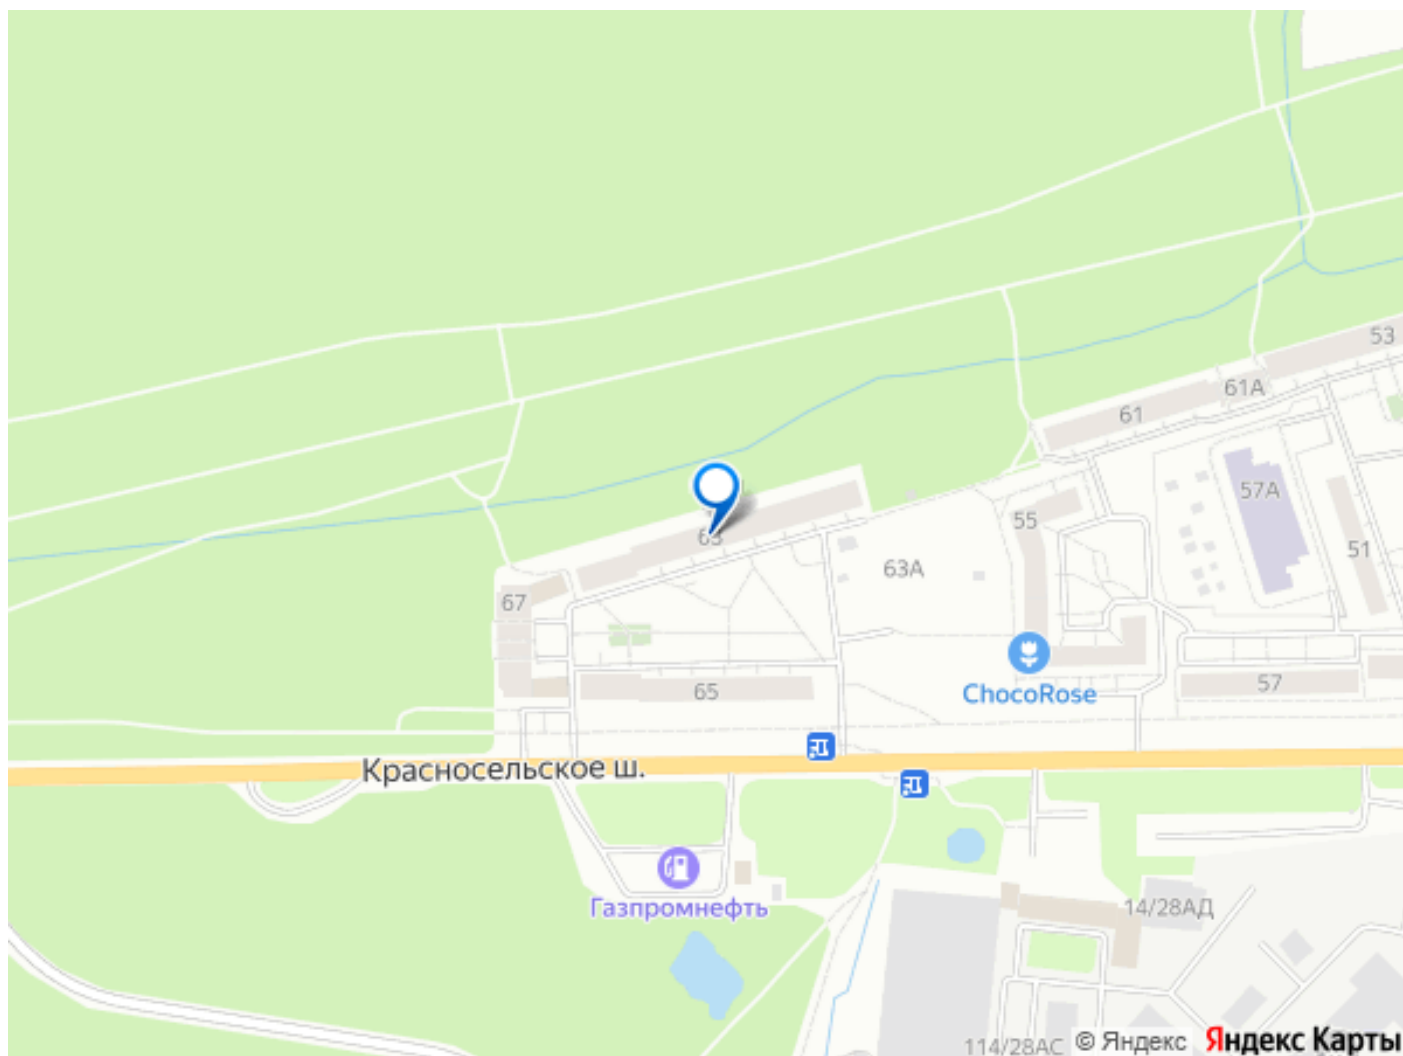 53
61А
61
57А
55
51
63
63А
67
65
57
ChocoRose
Красносельское ш.
Газпромнефть
14/28АД
114/28АС
© Яндекс
Яндекс Карты